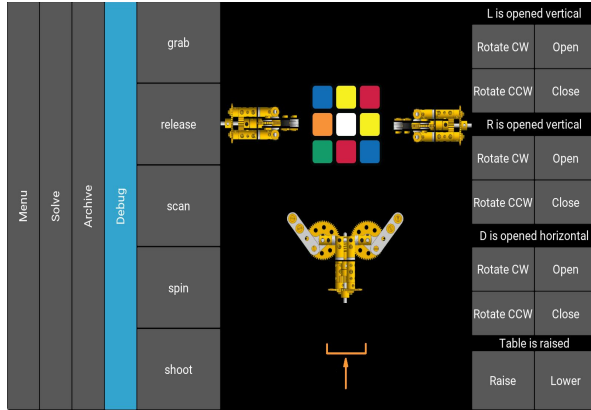 Menu
Solve
Archive
Debug
grab
release
scan
spin
shoot
L is opened vertical
Rotate CW
Open
Rotate CCW
Close
R is opened vertical
Rotate CW
Open
Rotate CCW
Close
D is opened horizontal
Rotate CW
Open
Rotate CCW
Close
Table is raised
Raise
Lower